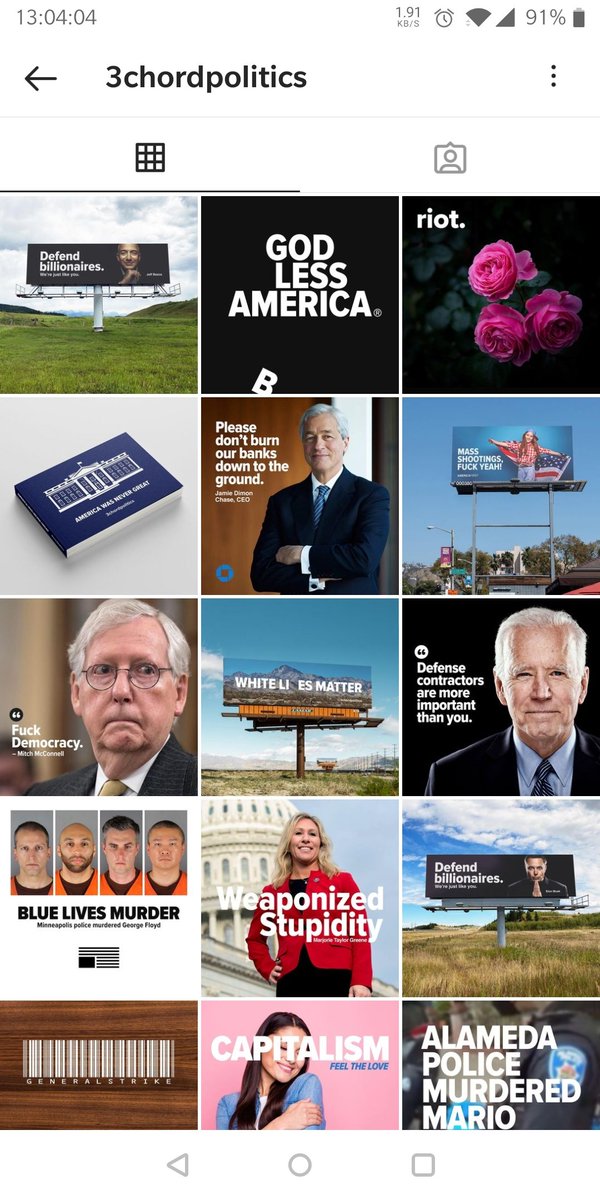 13:04:04
1.91
KB/S
91%
3chordpolitics
Defend
billionaires.
We're just like you.
Jeff Bezos
GOD
LESS
AMERICA®
B
riot.
AMERICA WAS NEVER GREAT
3chordpolitics
Please
don't burn
our banks
down to the
ground.
Jamie Dimon
Chase, CEO
MASS
SHOOTINGS,
FUCK YEAH!
“
Fuck
Democracy.
– Mitch McConnell
WHITE LI ES MATTER
“
Defense
contractors
are more
important
than you.
BLUE LIVES MURDER
Minneapolis police murdered George Floyd
Weaponized
Stupidity
Marjorie Taylor Greene
Defend
billionaires.
We're just like you.
Elon Musk
GENERALSTRIKE
CAPITALISM
FEEL THE LOVE
ALAMEDA
POLICE
MURDERED
MARIO